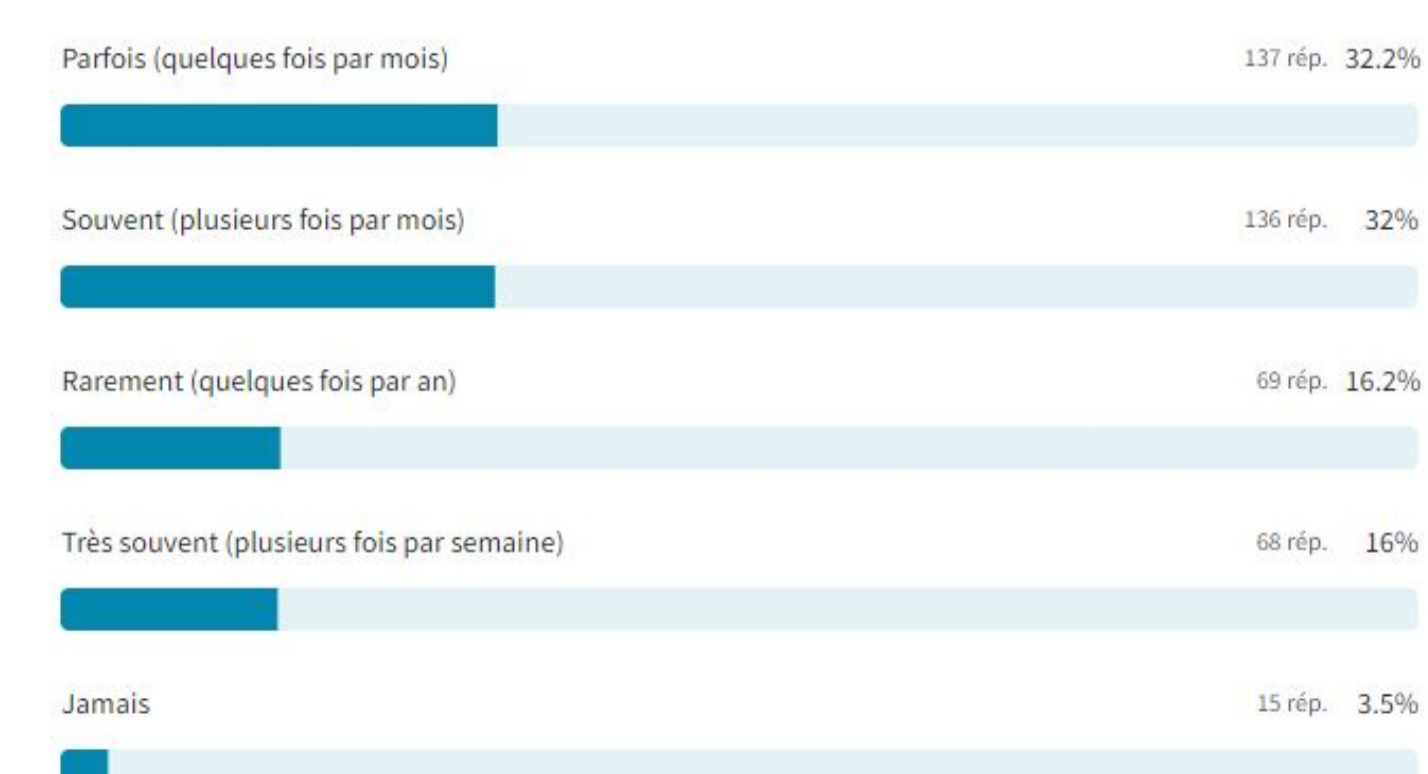 Parfois (quelques fois par mois) 137 rép. 32.2%
Souvent (plusieurs fois par mois) 136 rép. 32%
Rarement (quelques fois par an) 69 rép. 16.2%
Très souvent (plusieurs fois par semaine) 68 rép. 16%
Jamais 15 rép. 3.5%